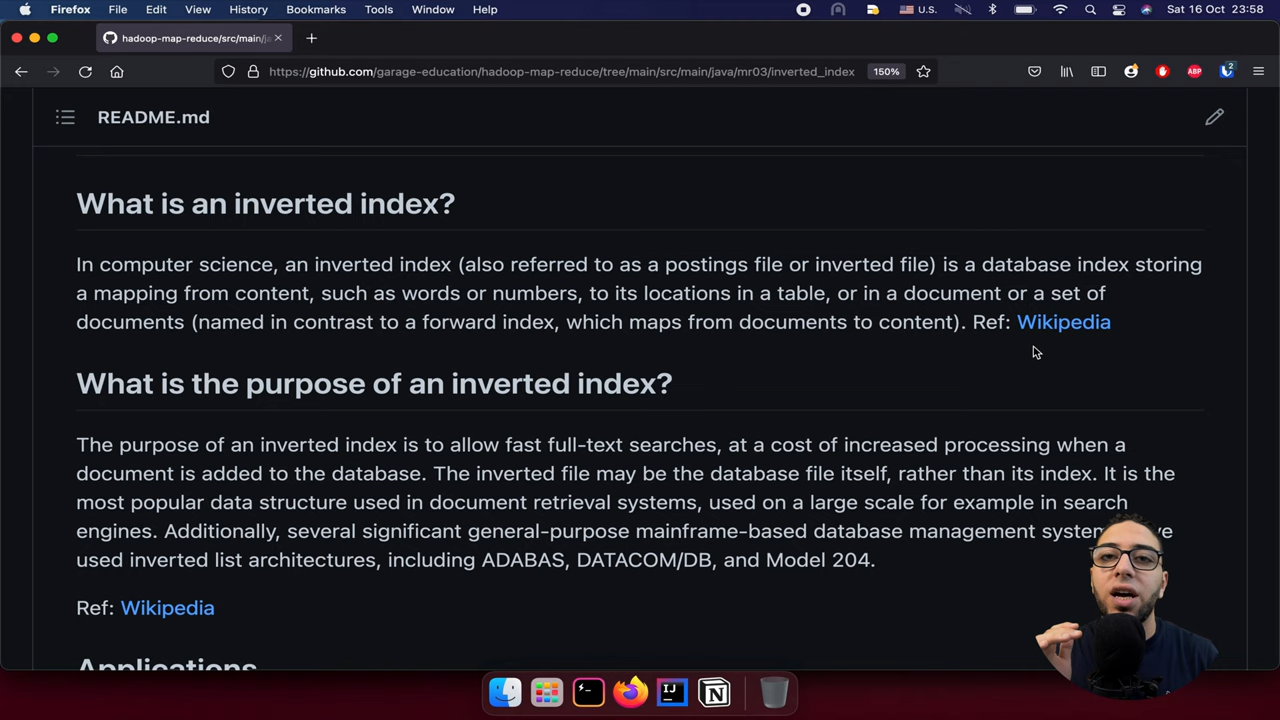 Firefox File Edit View History Bookmarks Tools Window Help U.S. Sat 16 Oct 23:58
hadoop-map-reduce/src/main/ja
https://github.com/garage-education/hadoop-map-reduce/tree/main/src/main/java/mr03/inverted_index 150% ABP 2
README.md
What is an inverted index?
In computer science, an inverted index (also referred to as a postings file or inverted file) is a database index storing
a mapping from content, such as words or numbers, to its locations in a table, or in a document or a set of
documents (named in contrast to a forward index, which maps from documents to content). Ref: Wikipedia
What is the purpose of an inverted index?
The purpose of an inverted index is to allow fast full-text searches, at a cost of increased processing when a
document is added to the database. The inverted file may be the database file itself, rather than its index. It is the
most popular data structure used in document retrieval systems, used on a large scale for example in search
engines. Additionally, several significant general-purpose mainframe-based database management
used inverted list architectures, including ADABAS, DATACOM/DB, and Model 204.
Ref: Wikipedia
Applications
IJ
N